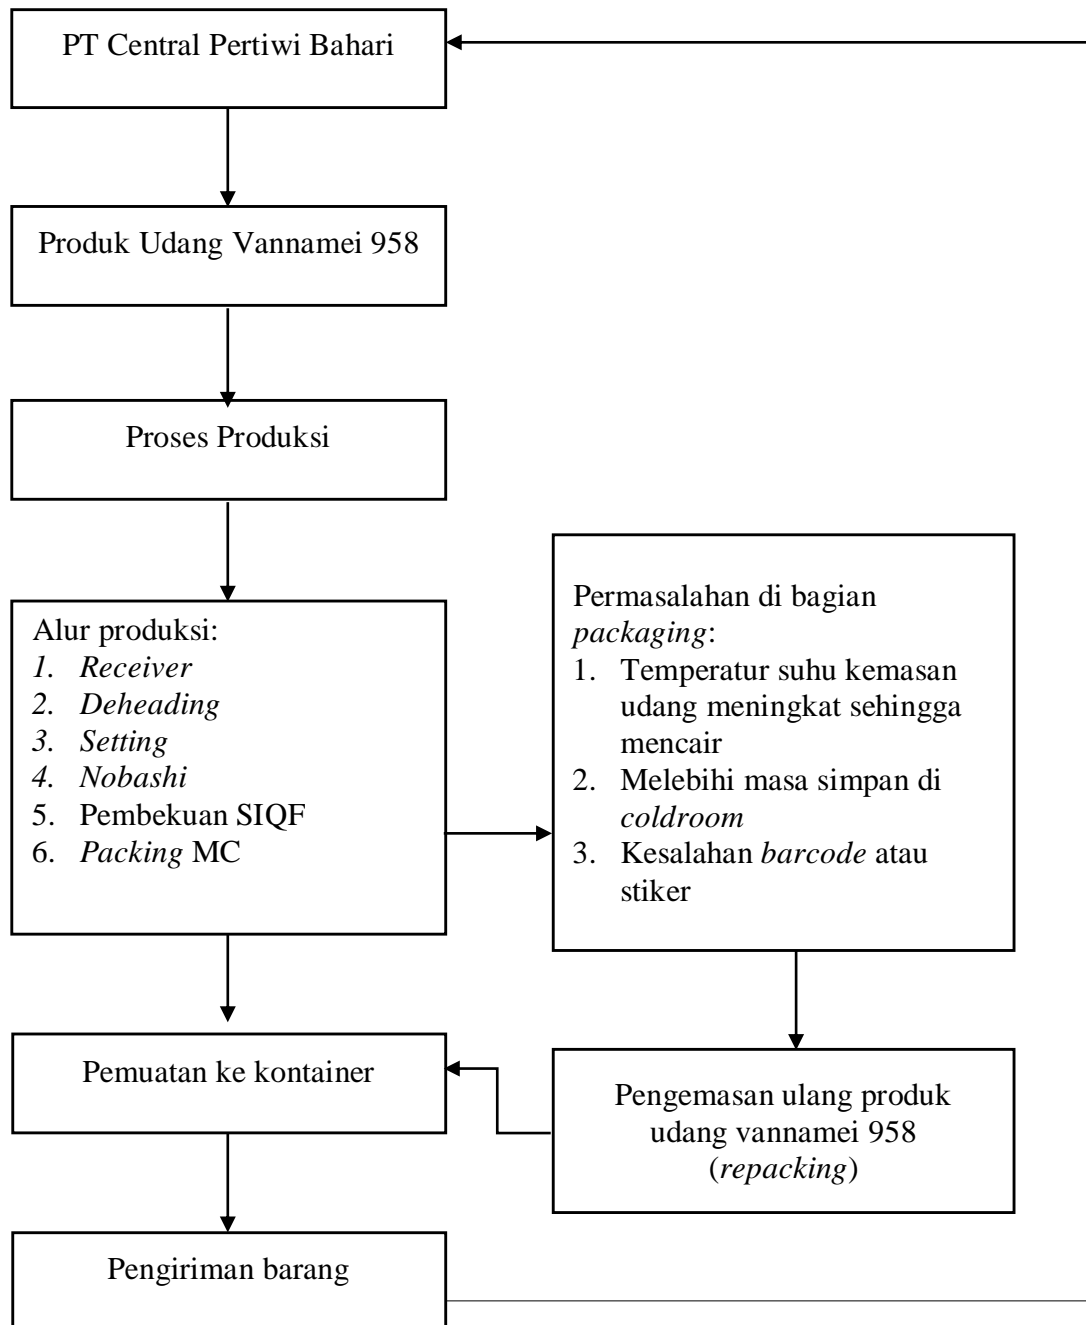 PT Central Pertiwi Bahari
Produk Udang Vannamei 958
Proses Produksi
Alur produksi:
1. Receiver
2. Deheading
3. Setting
4. Nobashi
5. Pembekuan SIQF
6. Packing MC
Permasalahan di bagian
packaging:
1. Temperatur suhu kemasan
udang meningkat sehingga
mencair
2. Melebihi masa simpan di
coldroom
3. Kesalahan barcode atau
stiker
Pemuatan ke kontainer
Pengemasan ulang produk
udang vannamei 958
(repacking)
Pengiriman barang